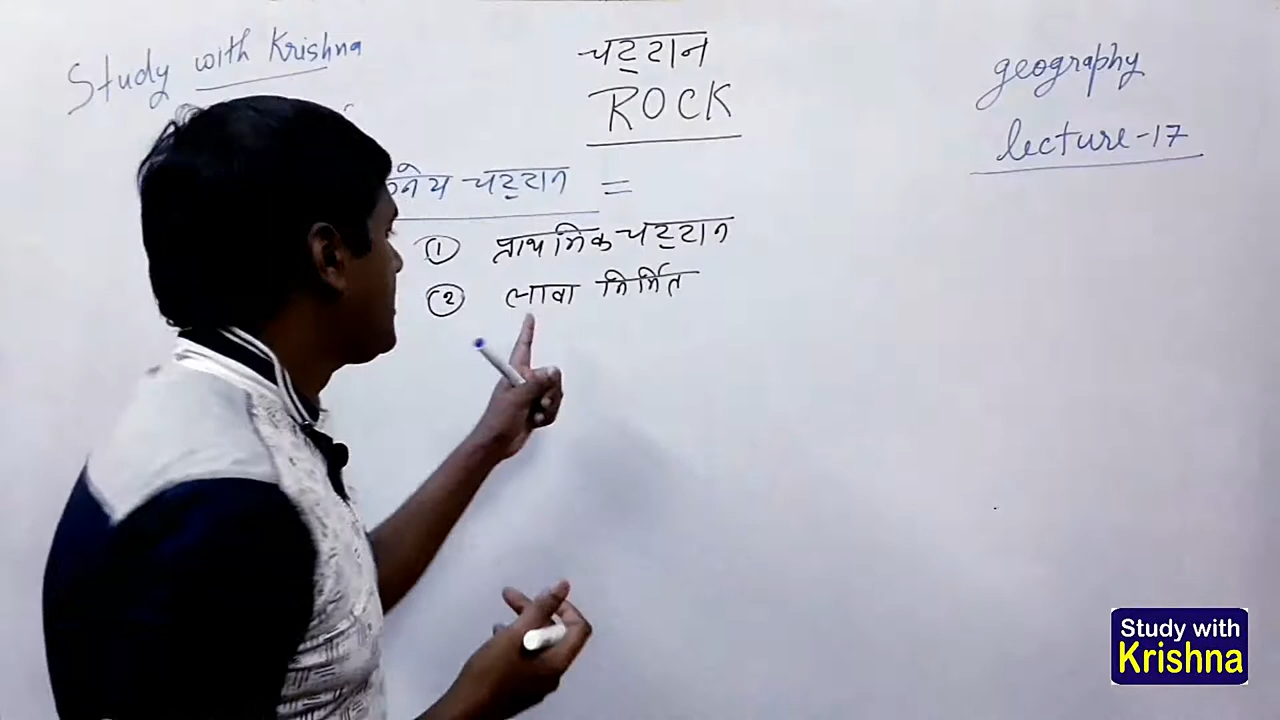 Study with Krishna
चट्टान
ROCK
geography
lecture-17
चट्टान =
① प्राथमिक चट्टान
② लावा निर्मित
Study with
Krishna